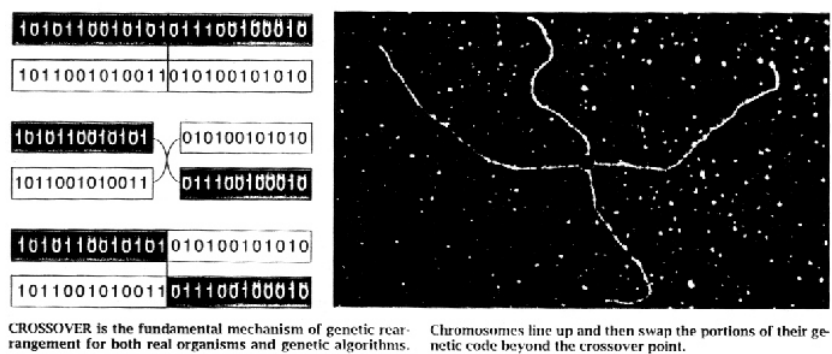 1010110010101011100100010
1011001010011010100101010
1010110010101 010100101010
1011001010011 011100100010
1010110010101010100101010
1011001010011011100100010
CROSSOVER is the fundamental mechanism of genetic rear-
rangement for both real organisms and genetic algorithms.
Chromosomes line up and then swap the portions of their ge-
netic code beyond the crossover point.